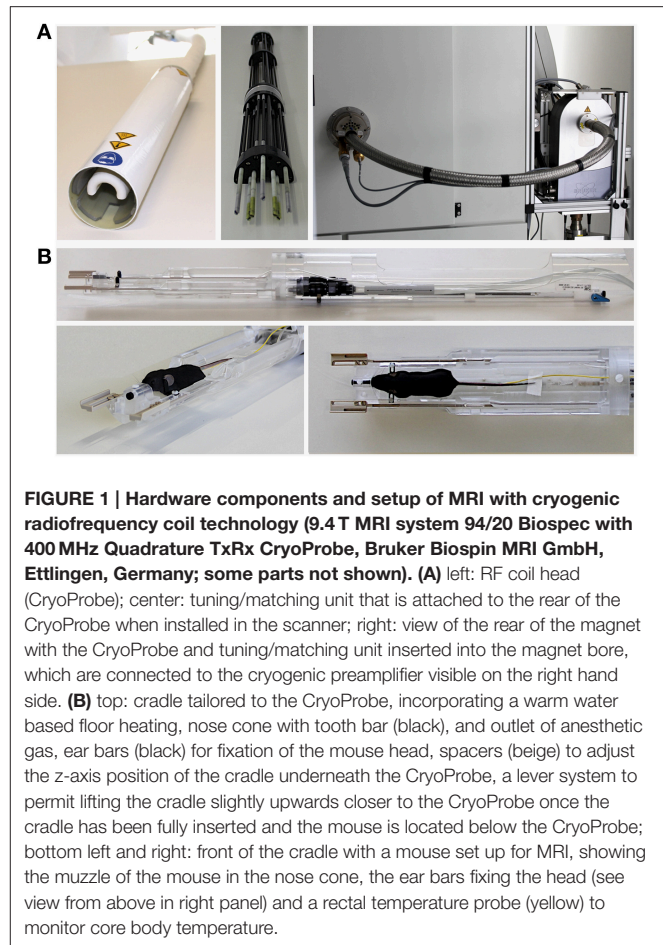 A
B
FIGURE 1 | Hardware components and setup of MRI with cryogenic
radiofrequency coil technology (9.4 T MRI system 94/20 Biospec with
400 MHz Quadrature TxRx CryoProbe, Bruker Biospin MRI GmbH,
Ettlingen, Germany; some parts not shown). (A) left: RF coil head
(CryoProbe); center: tuning/matching unit that is attached to the rear of the
CryoProbe when installed in the scanner; right: view of the rear of the magnet
with the CryoProbe and tuning/matching unit inserted into the magnet bore,
which are connected to the cryogenic preamplifier visible on the right hand
side. (B) top: cradle tailored to the CryoProbe, incorporating a warm water
based floor heating, nose cone with tooth bar (black), and outlet of anesthetic
gas, ear bars (black) for fixation of the mouse head, spacers (beige) to adjust
the z-axis position of the cradle underneath the CryoProbe, a lever system to
permit lifting the cradle slightly upwards closer to the CryoProbe once the
cradle has been fully inserted and the mouse is located below the CryoProbe;
bottom left and right: front of the cradle with a mouse set up for MRI, showing
the muzzle of the mouse in the nose cone, the ear bars fixing the head (see
view from above in right panel) and a rectal temperature probe (yellow) to
monitor core body temperature.